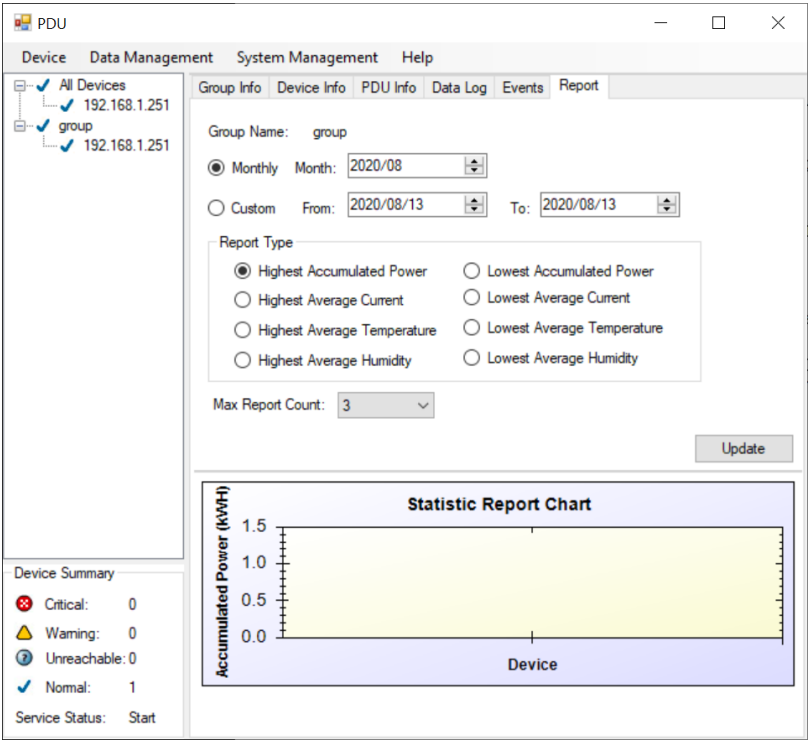 PDU
Device Data Management System Management Help
All Devices
192.168.1.251
group
192.168.1.251
Group Info Device Info PDU Info Data Log Events Report
Group Name: group
Monthly Month: 2020/08
Custom From: 2020/08/13 To: 2020/08/13
Report Type
Highest Accumulated Power Lowest Accumulated Power
Highest Average Current Lowest Average Current
Highest Average Temperature Lowest Average Temperature
Highest Average Humidity Lowest Average Humidity
Max Report Count: 3
Update
Statistic Report Chart
Accumulated Power (kWH)
1.5
1.0
0.5
0.0
Device
Device Summary
Critical: 0
Warning: 0
Unreachable: 0
Normal: 1
Service Status: Start